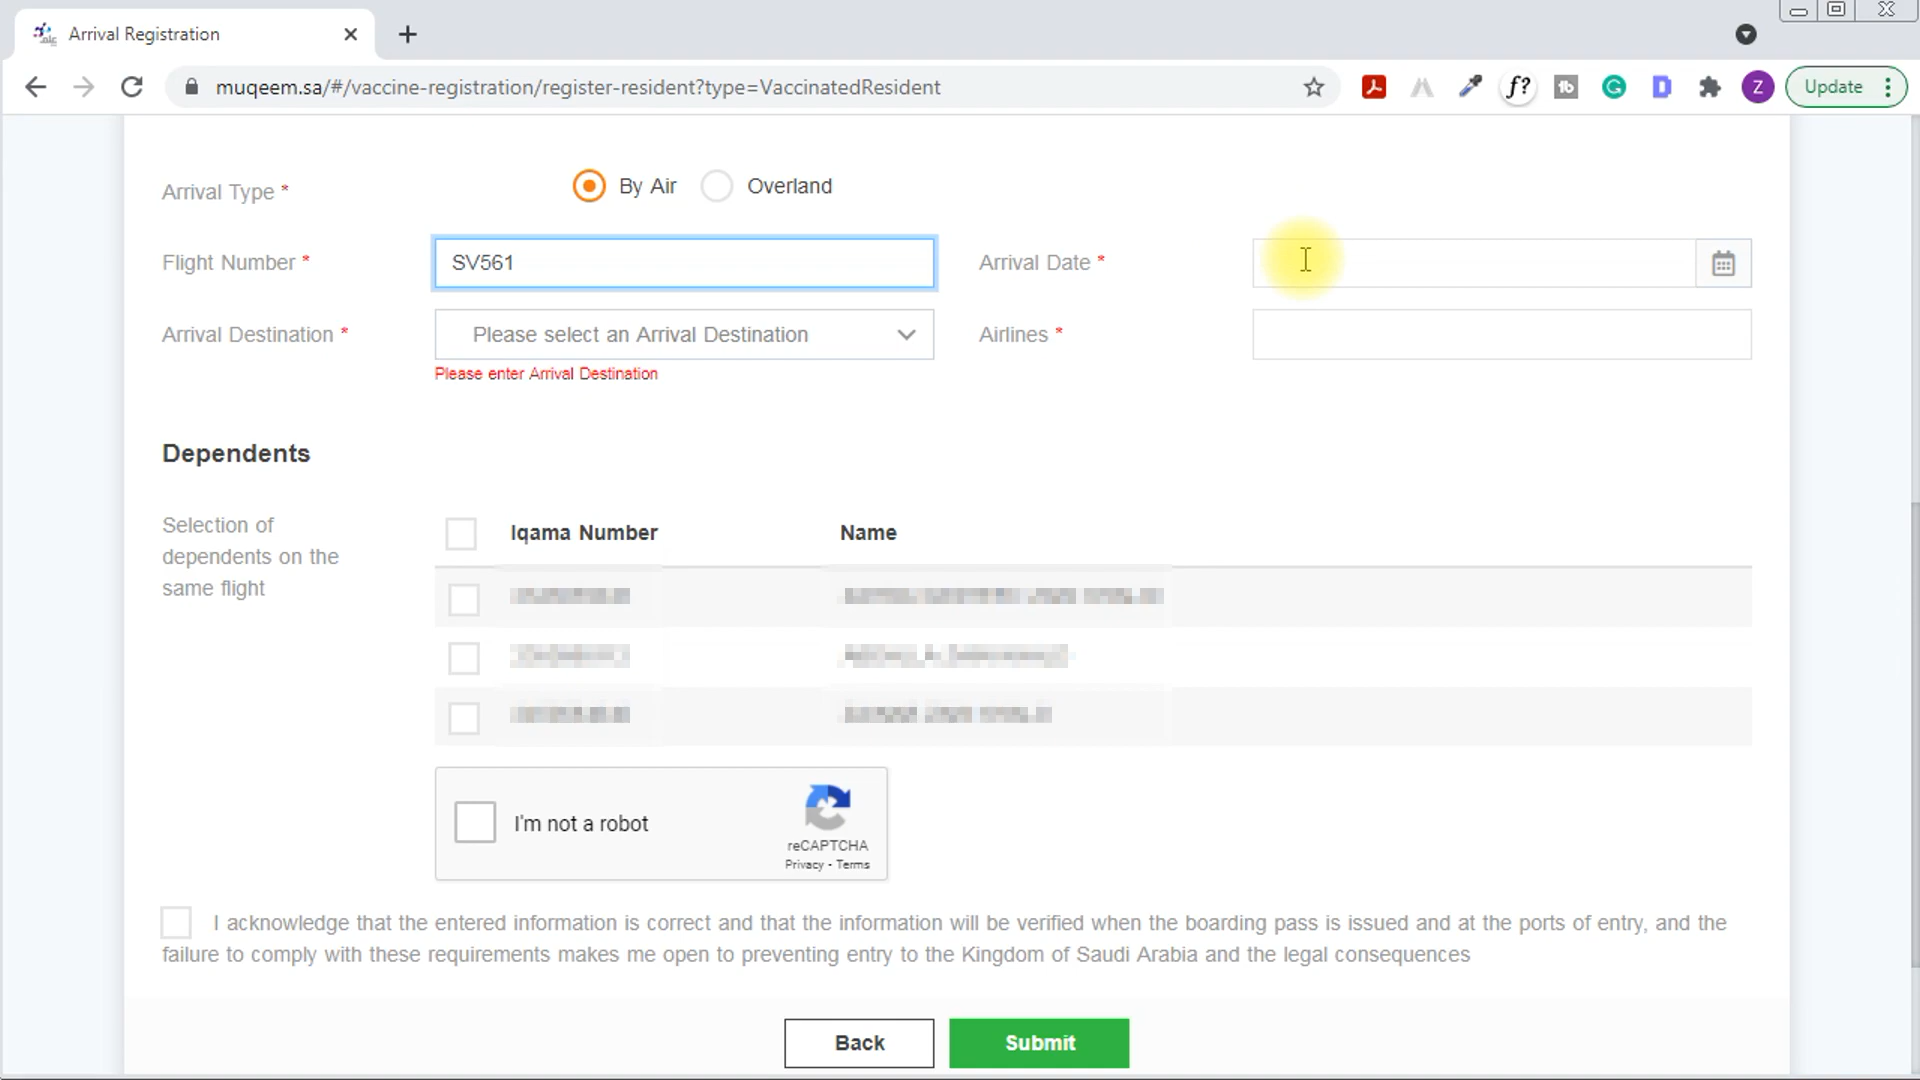 Arrival Registration
muqeem.sa/#/vaccine-registration/register-resident?type=VaccinatedResident
f?
Z
Update
Arrival Type *
By Air
Overland
Flight Number *
SV561
Arrival Date *
Arrival Destination *
Please select an Arrival Destination
Airlines *
Please enter Arrival Destination
Dependents
Selection of
dependents on the
same flight
Iqama Number
Name
I'm not a robot
reCAPTCHA
Privacy - Terms
I acknowledge that the entered information is correct and that the information will be verified when the boarding pass is issued and at the ports of entry, and the
failure to comply with these requirements makes me open to preventing entry to the Kingdom of Saudi Arabia and the legal consequences
Back
Submit